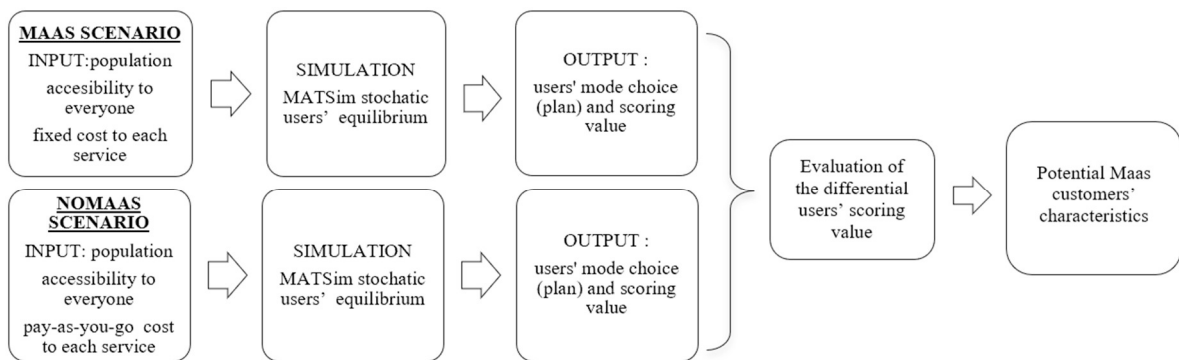 MAAS SCENARIO
INPUT:population
accesibility to
everyone
fixed cost to each
service
SIMULATION
MATSim stochatic
users' equilibrium
OUTPUT :
users' mode choice
(plan) and scoring
value
NOMAAS
SCENARIO
INPUT: population
accessibility to
everyone
pay-as-you-go cost
to each service
SIMULATION
MATSim stochatic
users' equilibrium
OUTPUT :
users' mode choice
(plan) and scoring
value
Evaluation of
the differential
users' scoring
value
Potential Maas
customers'
characteristics